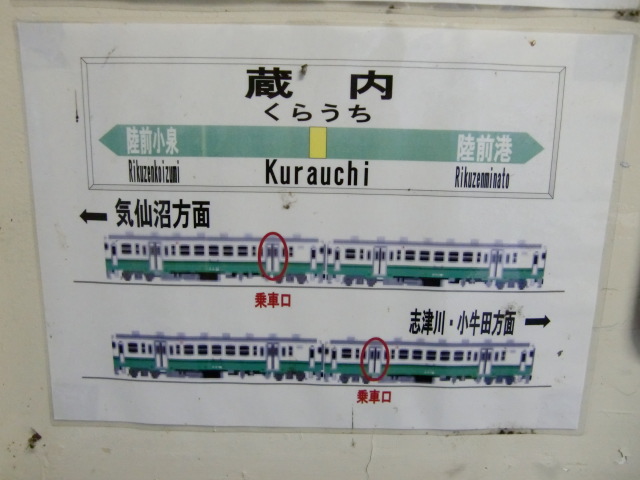 蔵内
くらうち
陸前小泉
陸前港
Rikuzenkoizumi
Kurauchi
Rikuzenminato
← 気仙沼方面
乗車口
志津川・小牛田方面 →
乗車口